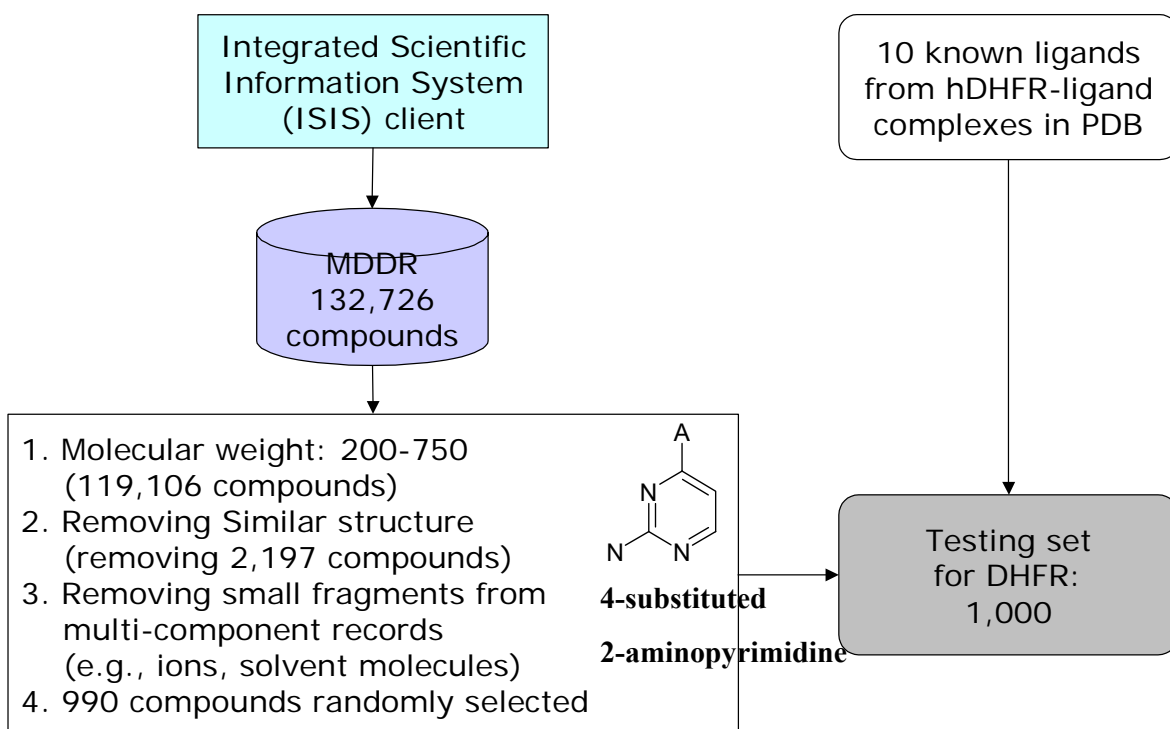 Integrated Scientific
Information System
(ISIS) client
10 known ligands
from hDHFR-ligand
complexes in PDB
MDDR
132,726
compounds
1. Molecular weight: 200-750
(119,106 compounds)
2. Removing Similar structure
(removing 2,197 compounds)
3. Removing small fragments from
multi-component records
(e.g., ions, solvent molecules)
4. 990 compounds randomly selected
A
N
N
N
4-substituted
2-aminopyrimidine
Testing set
for DHFR:
1,000